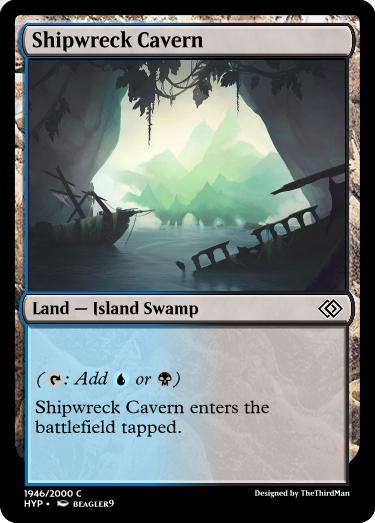 Shipwreck Cavern
Land — Island Swamp
( : Add or )
Shipwreck Cavern enters the
battlefield tapped.
1946/2000 C
HYP • BEAGLER9
Designed by TheThirdMan